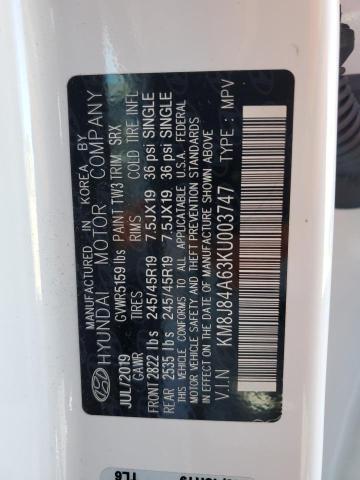 MANUFACTURED IN KOREA BY
HYUNDAI MOTOR COMPANY
JUL/2019 GVWR5159 lbs PAINT TW3 TRIM SRX
GAWR TIRES RIMS COLD TIRE INFL
FRONT 2822 lbs 245/45R19 7.5JX19 36 psi SINGLE
REAR 2535 lbs 245/45R19 7.5JX19 36 psi SINGLE
THIS VEHICLE CONFORMS TO ALL APPLICABLE U.S.A. FEDERAL
MOTOR VEHICLE SAFETY AND THEFT PREVENTION
STANDARDS IN EFFECT ON THE DATE OF MANUFACTURE SHOWN ABOVE.
V.I.N KM8J84A63KU003747 TYPE : MPV